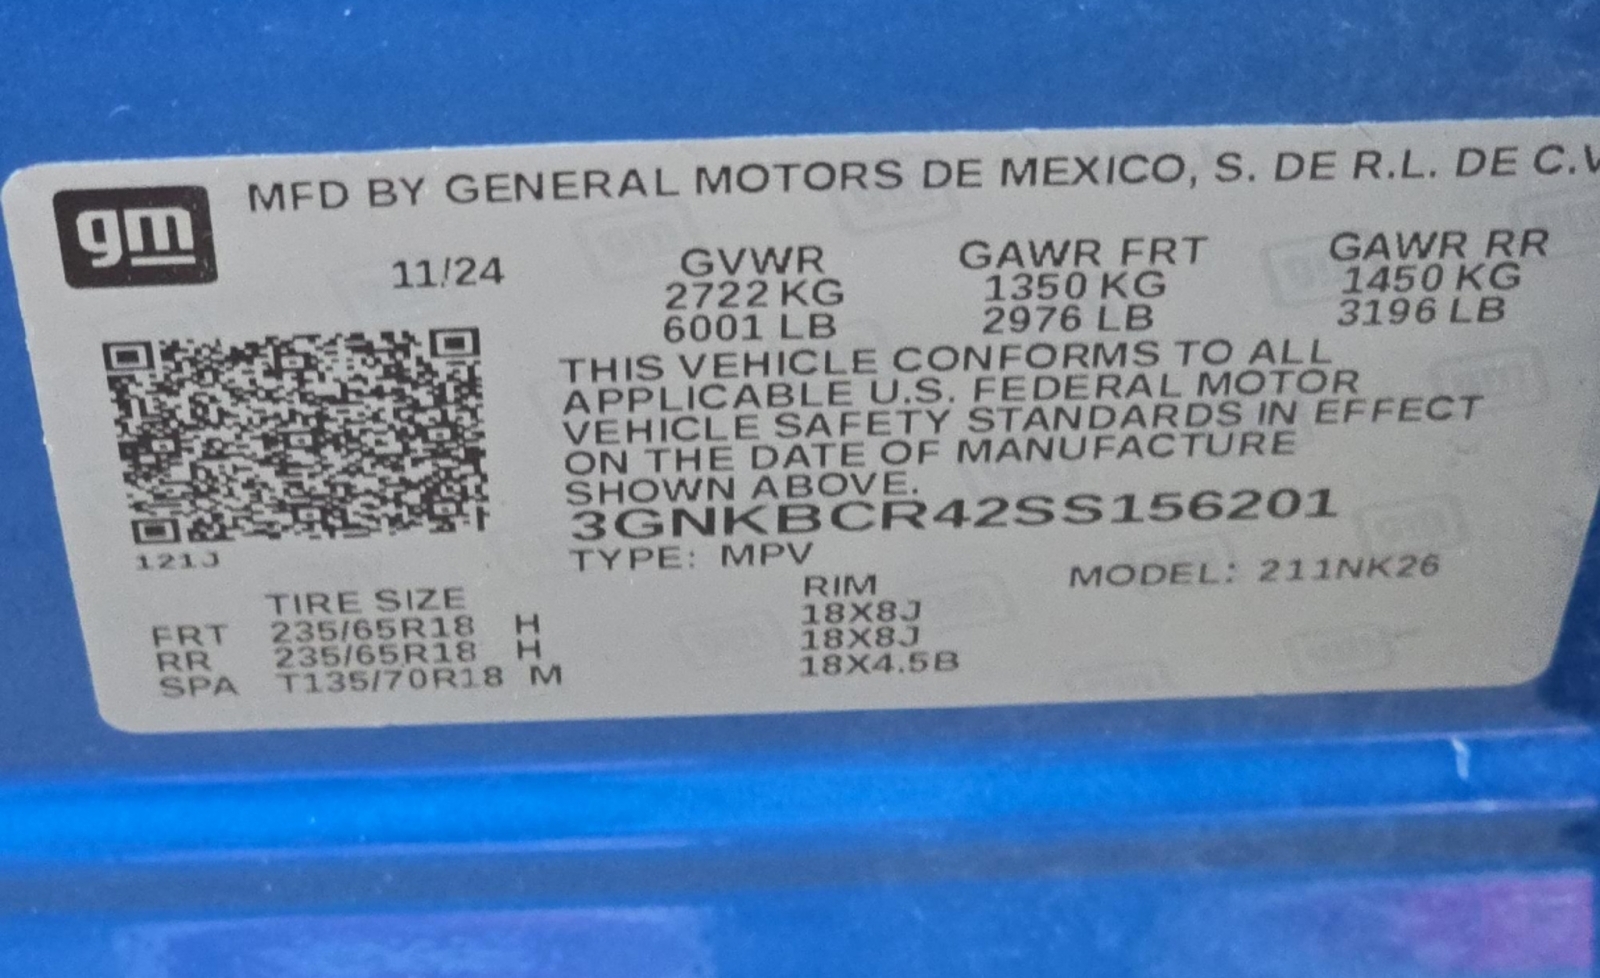 gm
MFD BY GENERAL MOTORS DE MEXICO, S. DE R.L. DE C.V
11/24
GVWR GAWR FRT GAWR RR
2722 KG 1350 KG 1450 KG
6001 LB 2976 LB 3196 LB
THIS VEHICLE CONFORMS TO ALL
APPLICABLE U.S. FEDERAL MOTOR
VEHICLE SAFETY STANDARDS IN EFFECT
ON THE DATE OF MANUFACTURE
SHOWN ABOVE.
3GNKBCR42SS156201
121J
TYPE: MPV MODEL: 211NK26
TIRE SIZE RIM
FRT 235/65R18 H 18X8J
RR 235/65R18 H 18X8J
SPA T135/70R18 M 18X4.5B